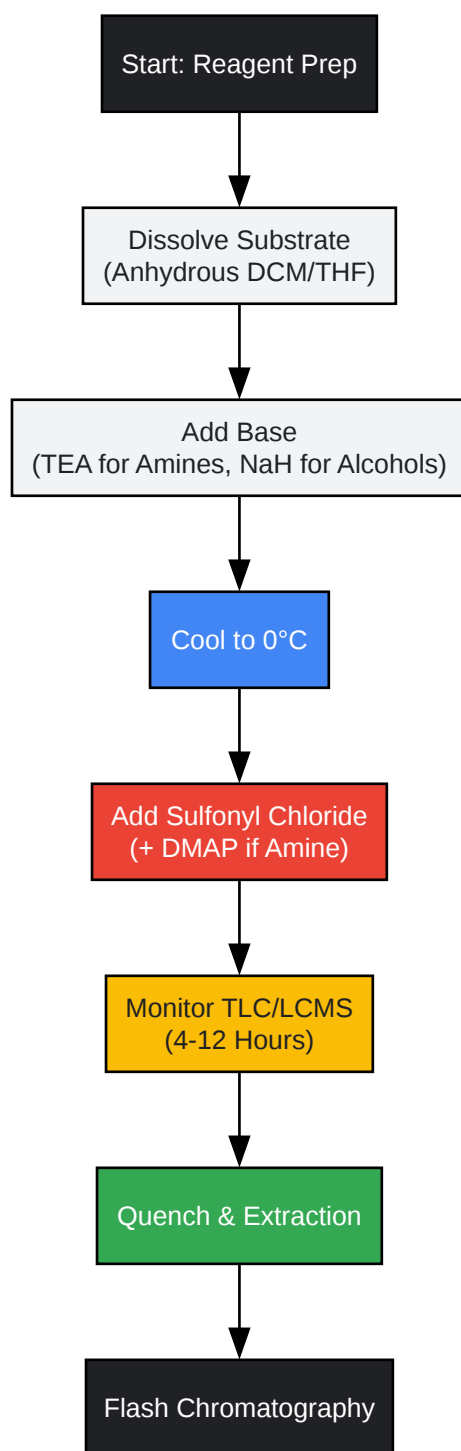 Start: Reagent Prep
Dissolve Substrate
(Anhydrous DCM/THF)
Add Base
(TEA for Amines, NaH for Alcohols)
Cool to 0°C
Add Sulfonyl Chloride
(+ DMAP if Amine)
Monitor TLC/LCMS
(4-12 Hours)
Quench & Extraction
Flash Chromatography